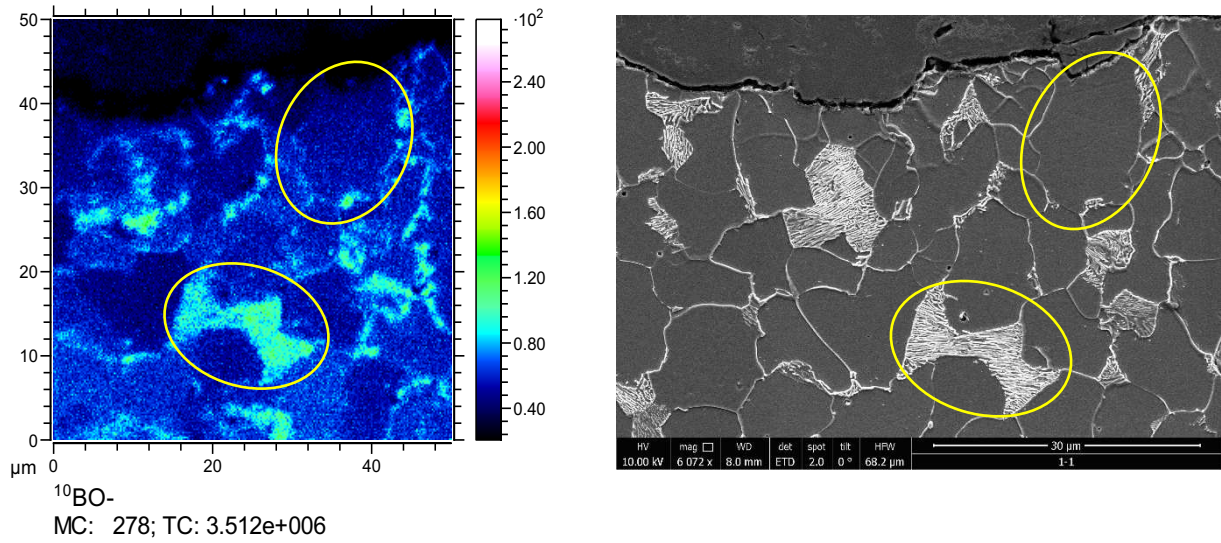 50
40
30
20
10
0
µm
0
20
40
·10²
2.40
2.00
1.60
1.20
0.80
0.40
¹⁰BO-
MC: 278; TC: 3.512e+006
HV mag □ WD det spot tilt HFW
10.00 kV 6 072 x 8.0 mm ETD 2.0 0 ° 68.2 µm
30 µm
1-1